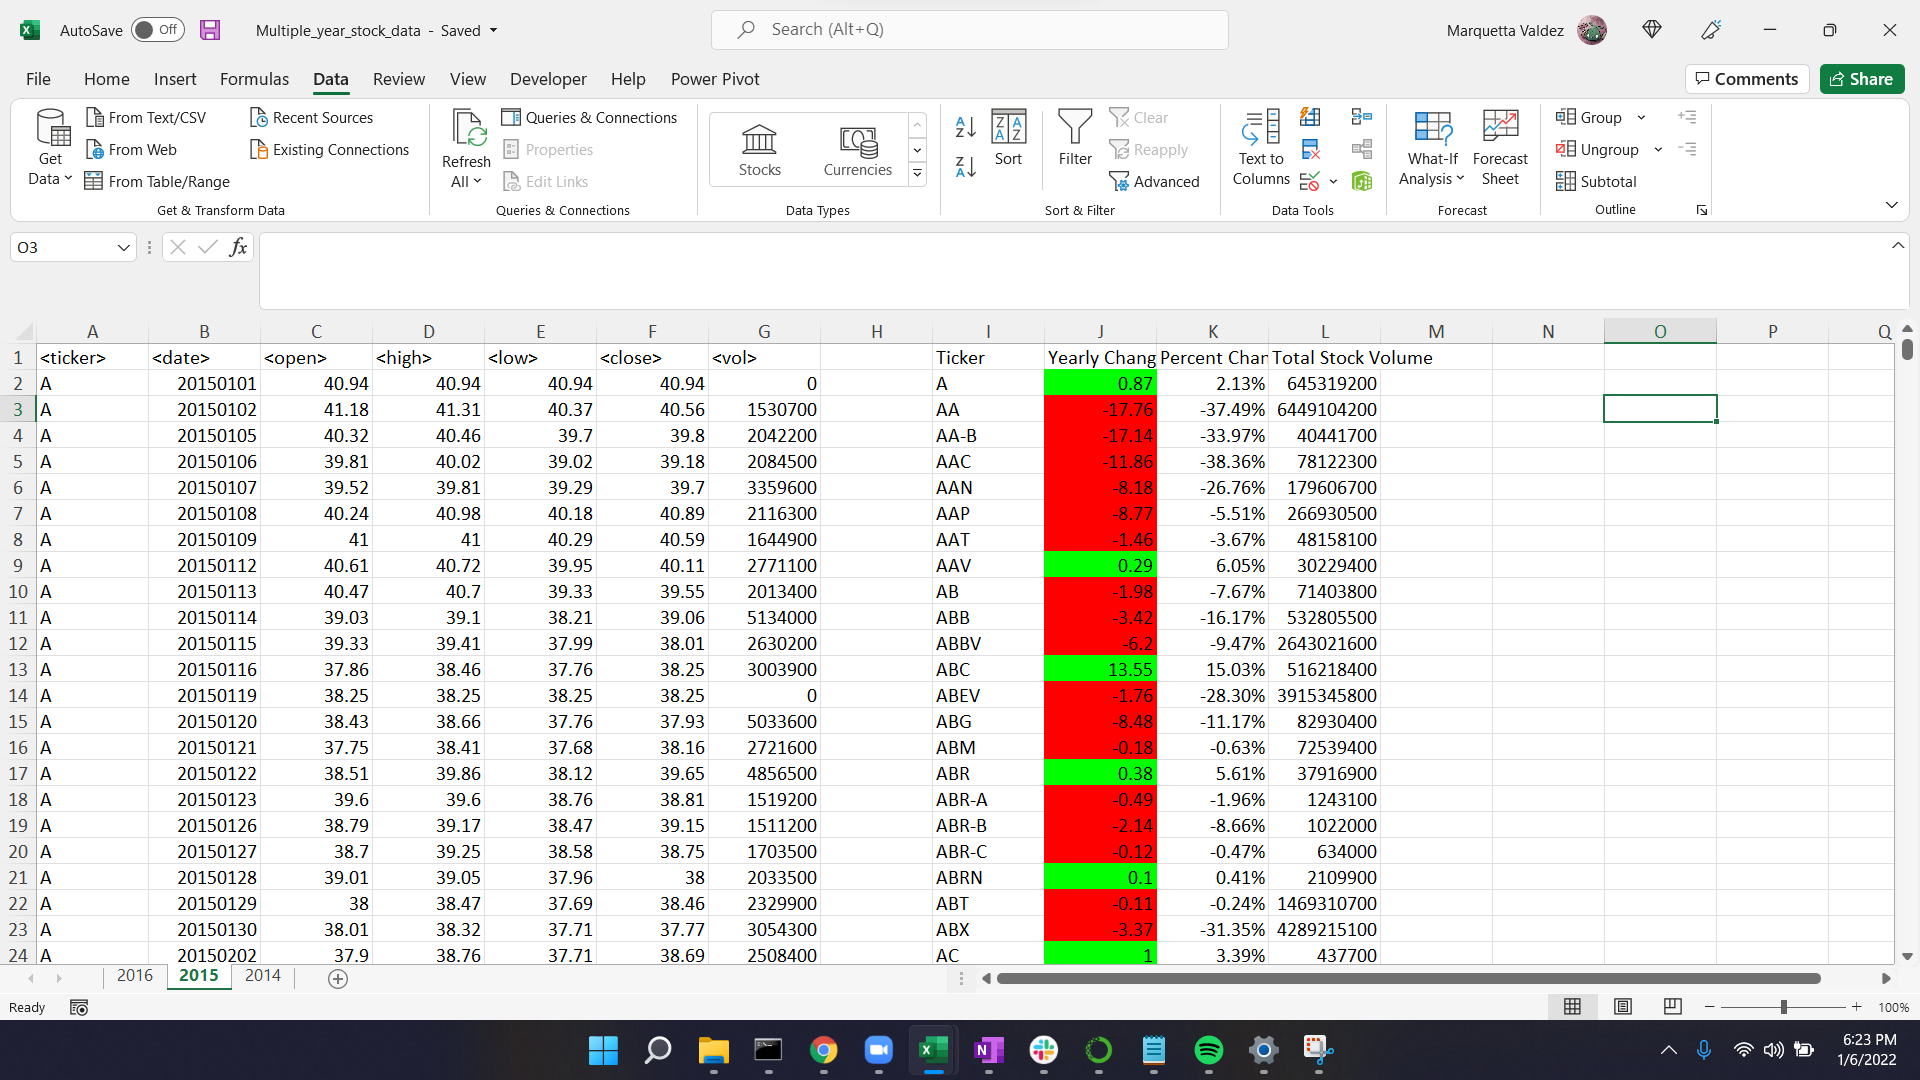 AutoSave Off Multiple_year_stock_data - Saved Search (Alt+Q) Marquetta Valdez
File Home Insert Formulas Data Review View Developer Help Power Pivot Comments Share
From Text/CSV Recent Sources Queries & Connections Clear Group
Get Data From Web Existing Connections Refresh All Properties Stocks Currencies Sort Filter Reapply Text to Columns What-If Analysis Forecast Sheet Ungroup
From Table/Range Edit Links Advanced Subtotal
Get & Transform Data Queries & Connections Data Types Sort & Filter Data Tools Forecast Outline
O3 fx
A B C D E F G H I J K L M N O P Q
1 <ticker> <date> <open> <high> <low> <close> <vol> Ticker Yearly Chang Percent Chan Total Stock Volume
2 A 20150101 40.94 40.94 40.94 40.94 0 A 0.87 2.13% 645319200
3 A 20150102 41.18 41.31 40.37 40.56 1530700 AA -17.76 -37.49% 6449104200
4 A 20150105 40.32 40.46 39.7 39.8 2042200 AA-B -17.14 -33.97% 40441700
5 A 20150106 39.81 40.02 39.02 39.18 2084500 AAC -11.86 -38.36% 78122300
6 A 20150107 39.52 39.81 39.29 39.7 3359600 AAN -8.18 -26.76% 179606700
7 A 20150108 40.24 40.98 40.18 40.89 2116300 AAP -8.77 -5.51% 266930500
8 A 20150109 41 41 40.29 40.59 1644900 AAT -1.46 -3.67% 48158100
9 A 20150112 40.61 40.72 39.95 40.11 2771100 AAV 0.29 6.05% 30229400
10 A 20150113 40.47 40.7 39.33 39.55 2013400 AB -1.98 -7.67% 71403800
11 A 20150114 39.03 39.1 38.21 39.06 5134000 ABB -3.42 -16.17% 532805500
12 A 20150115 39.33 39.41 37.99 38.01 2630200 ABBV -6.2 -9.47% 2643021600
13 A 20150116 37.86 38.46 37.76 38.25 3003900 ABC 13.55 15.03% 516218400
14 A 20150119 38.25 38.25 38.25 38.25 0 ABEV -1.76 -28.30% 3915345800
15 A 20150120 38.43 38.66 37.76 37.93 5033600 ABG -8.48 -11.17% 82930400
16 A 20150121 37.75 38.41 37.68 38.16 2721600 ABM -0.18 -0.63% 72539400
17 A 20150122 38.51 39.86 38.12 39.65 4856500 ABR 0.38 5.61% 37916900
18 A 20150123 39.6 39.6 38.76 38.81 1519200 ABR-A -0.49 -1.96% 1243100
19 A 20150126 38.79 39.17 38.47 39.15 1511200 ABR-B -2.14 -8.66% 1022000
20 A 20150127 38.7 39.25 38.58 38.75 1703500 ABR-C -0.12 -0.47% 634000
21 A 20150128 39.01 39.05 37.96 38 2033500 ABRN 0.1 0.41% 2109900
22 A 20150129 38 38.47 37.69 38.46 2329900 ABT -0.11 -0.24% 1469310700
23 A 20150130 38.01 38.32 37.71 37.77 3054300 ABX -3.37 -31.35% 4289215100
24 A 20150202 37.9 38.76 37.71 38.69 2508400 AC 1 3.39% 437700
2016 2015 2014
Ready 100%
6:23 PM
1/6/2022